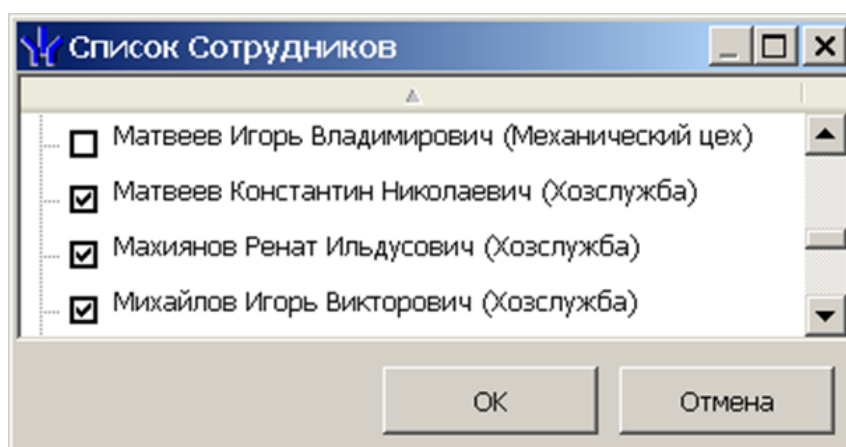 Список Сотрудников
Матвеев Игорь Владимирович (Механический цех)
Матвеев Константин Николаевич (Хозслужба)
Махиянов Ренат Ильдусович (Хозслужба)
Михайлов Игорь Викторович (Хозслужба)
ОК Отмена